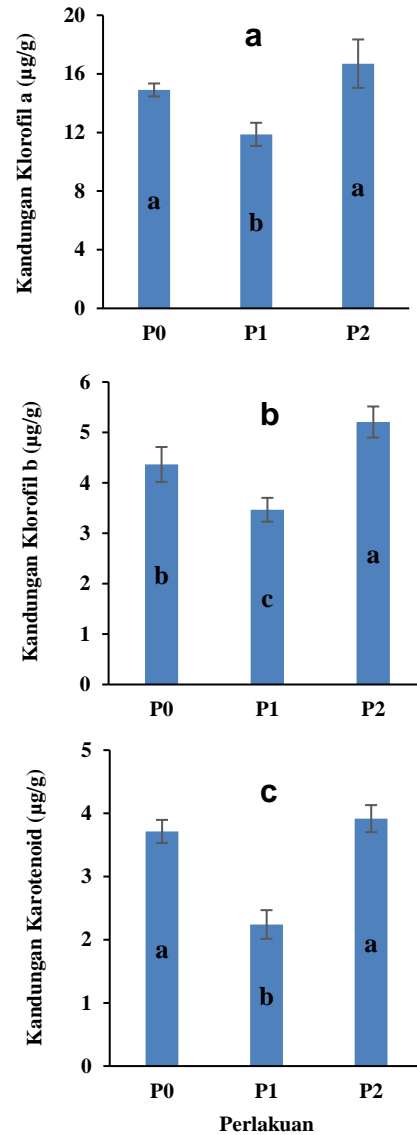 a
Kandungan Klorofil a (µg/g)
20
16
12
8
4
0
a
b
a
P0 P1 P2
b
Kandungan Klorofil b (µg/g)
6
5
4
3
2
1
0
b
c
a
P0 P1 P2
c
Kandungan Karotenoid (µg/g)
5
4
3
2
1
0
a
b
a
P0 P1 P2
Perlakuan